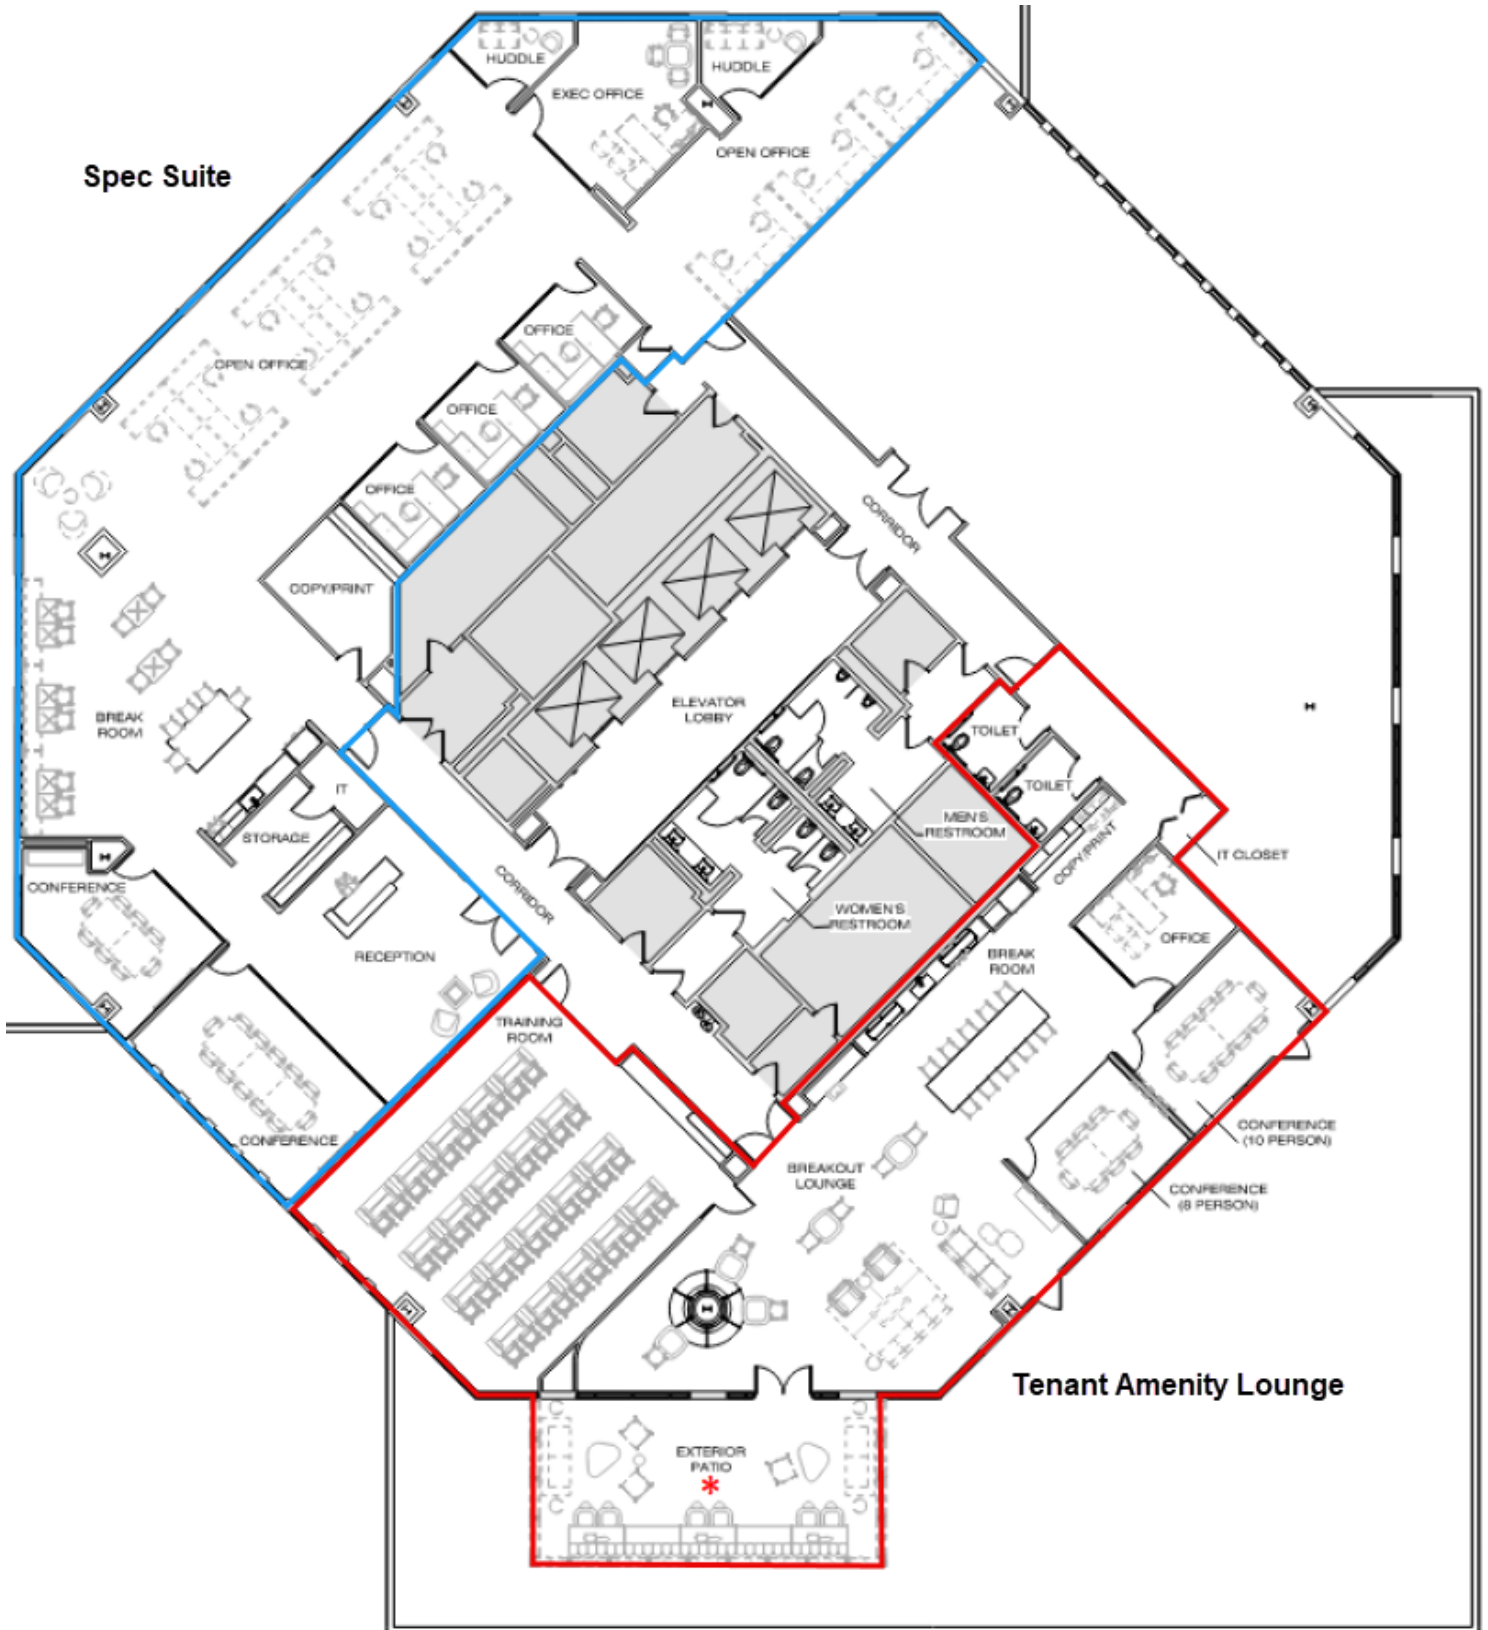 HUDDLE
HUDDLE
EXEC OFFICE
OPEN OFFICE
Spec Suite
OFFICE
OPEN OFFICE
OFFICE
OFFICE
CORRIDOR
COPY/PRINT
ELEVATOR
LOBBY
BREAK
ROOM
TOILET
IT
TOILET
STORAGE
MEN'S
RESTROOM
COPY/PRINT
IT CLOSET
CONFERENCE
CORRIDOR
WOMEN'S
RESTROOM
OFFICE
RECEPTION
BREAK
ROOM
TRAINING
ROOM
CONFERENCE
CONFERENCE
(10 PERSON)
BREAKOUT
LOUNGE
CONFERENCE
(8 PERSON)
Tenant Amenity Lounge
EXTERIOR
PATIO
*